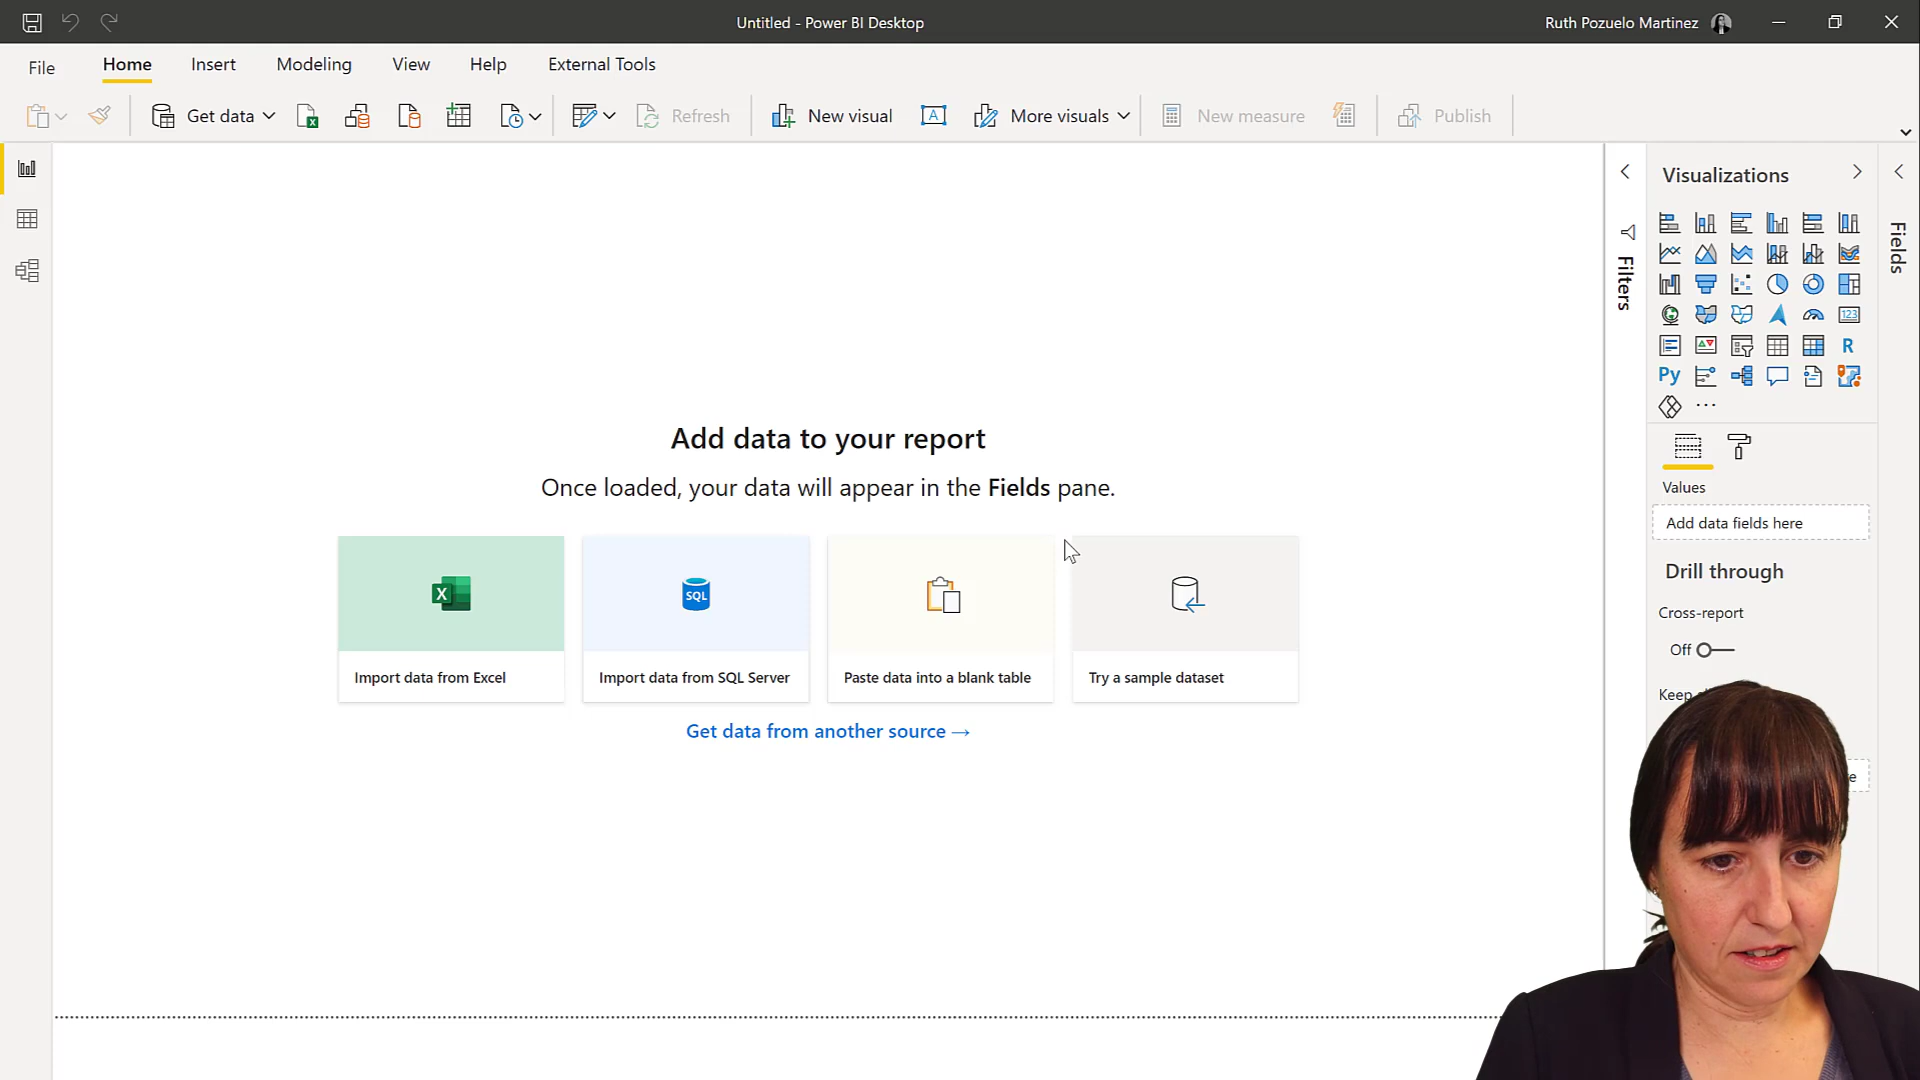 Untitled - Power BI Desktop
Ruth Pozuelo Martinez
File
Home
Insert
Modeling
View
Help
External Tools
Get data
Refresh
New visual
More visuals
New measure
Publish
Filters
Visualizations
Fields
123
R
Py
Add data to your report
Once loaded, your data will appear in the Fields pane.
X
SQL
Import data from Excel
Import data from SQL Server
Paste data into a blank table
Try a sample dataset
Get data from another source →
Values
Add data fields here
Drill through
Cross-report
Off
Keep